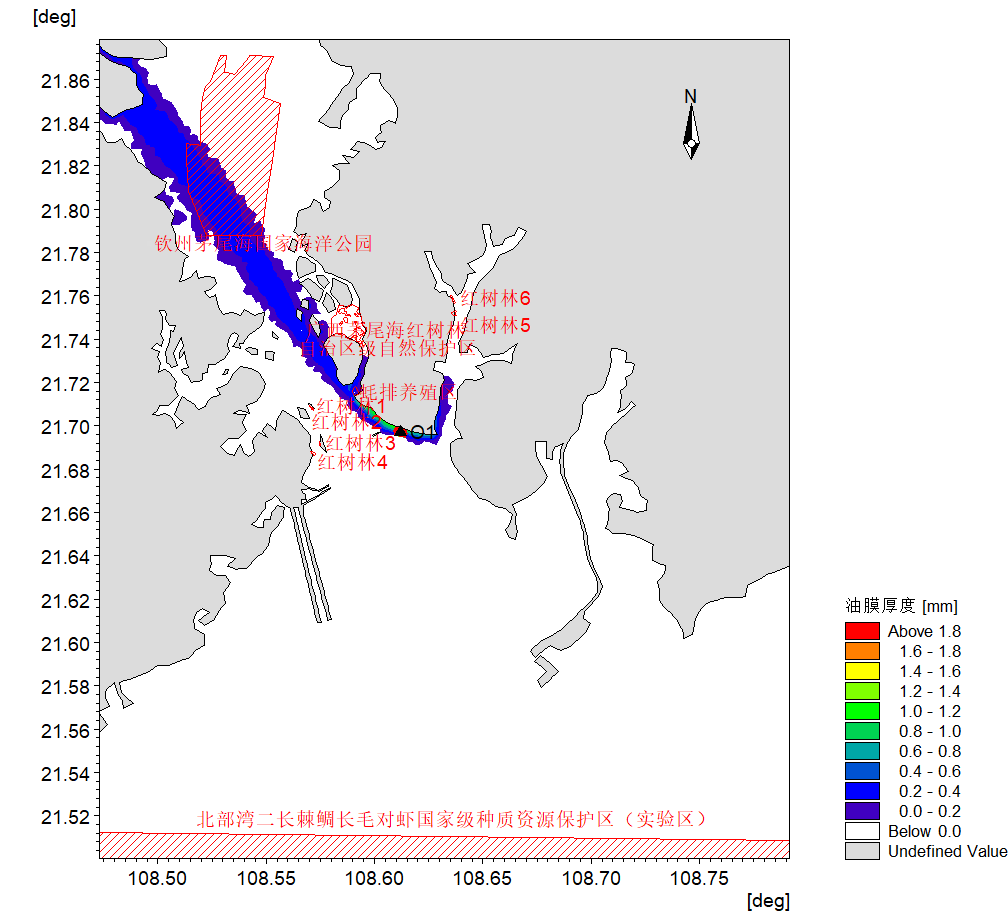 [deg]
21.86
21.84
21.82
21.80
21.78
21.76
21.74
21.72
21.70
21.68
21.66
21.64
21.62
21.60
21.58
21.56
21.54
21.52
N
钦州茅尾海国家海洋公园
红树林6
红树林5
茅尾海红树林
自治区级自然保护区
蚝排养殖区
红树林1
红树林2
红树林3
红树林4
O1
北部湾二长棘鲷长毛对虾国家级种质资源保护区（实验区）
108.50
108.55
108.60
108.65
108.70
108.75
[deg]
油膜厚度 [mm]
Above 1.8
1.6 - 1.8
1.4 - 1.6
1.2 - 1.4
1.0 - 1.2
0.8 - 1.0
0.6 - 0.8
0.4 - 0.6
0.2 - 0.4
0.0 - 0.2
Below 0.0
Undefined Value